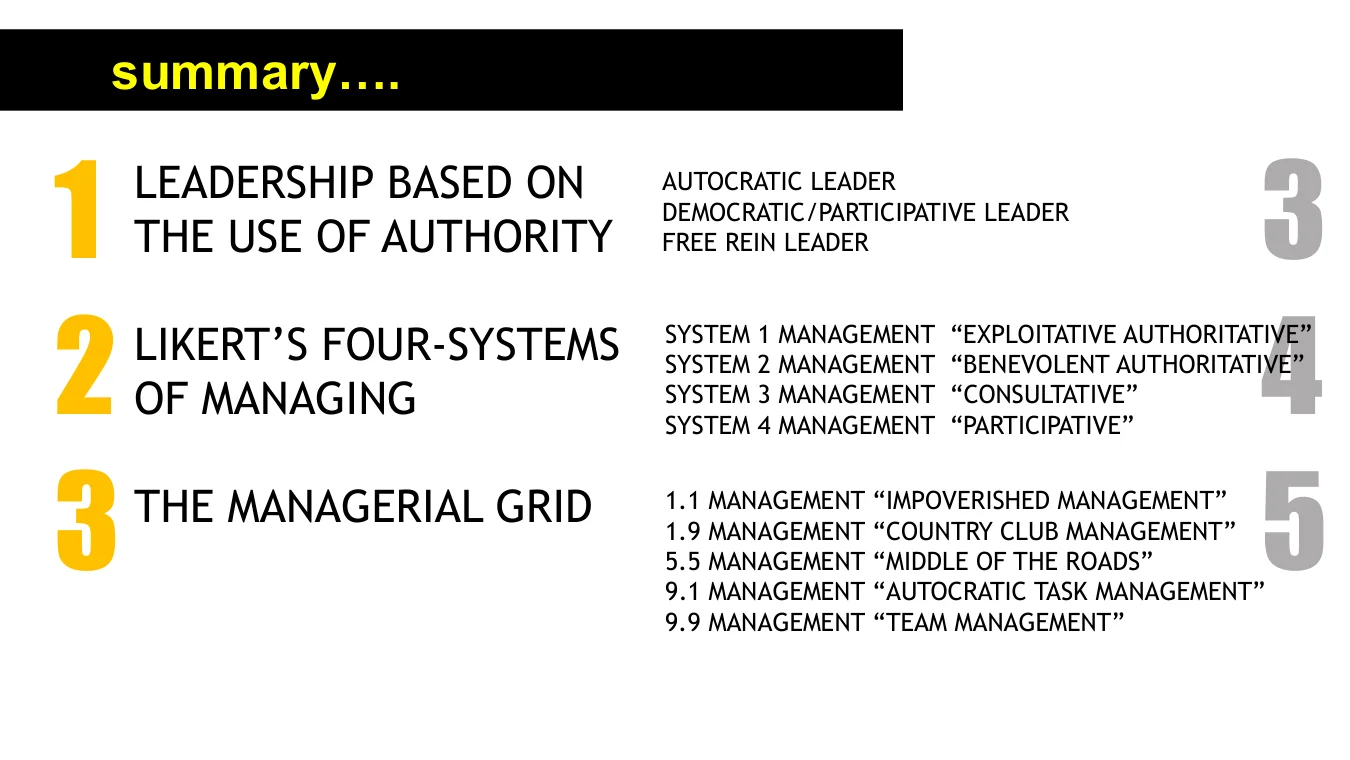 summary….
1 LEADERSHIP BASED ON
THE USE OF AUTHORITY
AUTOCRATIC LEADER
DEMOCRATIC/PARTICIPATIVE LEADER
FREE REIN LEADER
3
2 LIKERT’S FOUR-SYSTEMS
OF MANAGING
SYSTEM 1 MANAGEMENT “EXPLOITATIVE AUTHORITATIVE”
SYSTEM 2 MANAGEMENT “BENEVOLENT AUTHORITATIVE”
SYSTEM 3 MANAGEMENT “CONSULTATIVE”
SYSTEM 4 MANAGEMENT “PARTICIPATIVE”
4
3 THE MANAGERIAL GRID
1.1 MANAGEMENT “IMPOVERISHED MANAGEMENT”
1.9 MANAGEMENT “COUNTRY CLUB MANAGEMENT”
5.5 MANAGEMENT “MIDDLE OF THE ROADS”
9.1 MANAGEMENT “AUTOCRATIC TASK MANAGEMENT”
9.9 MANAGEMENT “TEAM MANAGEMENT”
5